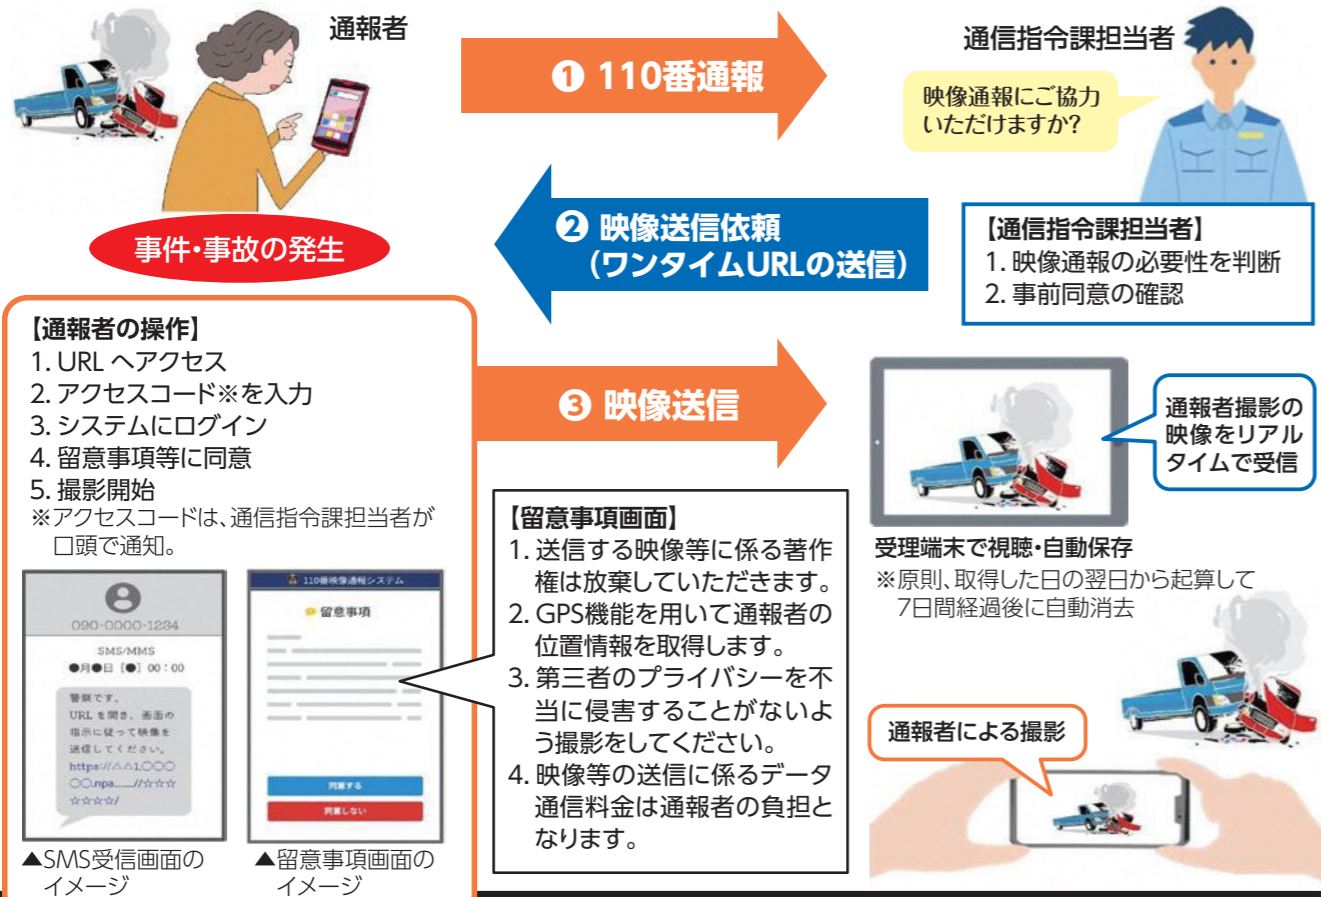 通報者
❶ 110番通報
通信指令課担当者
映像通報にご協力
いただけますか?
事件・事故の発生
❷ 映像送信依頼
(ワンタイムURLの送信)
【通信指令課担当者】
1. 映像通報の必要性を判断
2. 事前同意の確認
【通報者の操作】
1. URL へアクセス
2. アクセスコード※を入力
3. システムにログイン
4. 留意事項等に同意
5. 撮影開始
※アクセスコードは、通信指令課担当者が
口頭で通知。
❸ 映像送信
通報者撮影の
映像をリアル
タイムで受信
受理端末で視聴・自動保存
※原則、取得した日の翌日から起算して
7日間経過後に自動消去
【留意事項画面】
1. 送信する映像等に係る著作
権は放棄していただきます。
2. GPS機能を用いて通報者の
位置情報を取得します。
3. 第三者のプライバシーを不
当に侵害することがないよ
う撮影をしてください。
4. 映像等の送信に係るデータ
通信料金は通報者の負担と
なります。
090-0000-1234
SMS/MMS
●月●日 [●] 00:00
警察です。
URL を開き、画面の
指示に従って映像を
送信してください。
https://△△1.〇〇〇
〇〇.npa___//☆☆☆
☆☆☆☆/
▲SMS受信画面の
イメージ
110番映像通報システム
留意事項
同意する
同意しない
▲留意事項画面の
イメージ
通報者による撮影